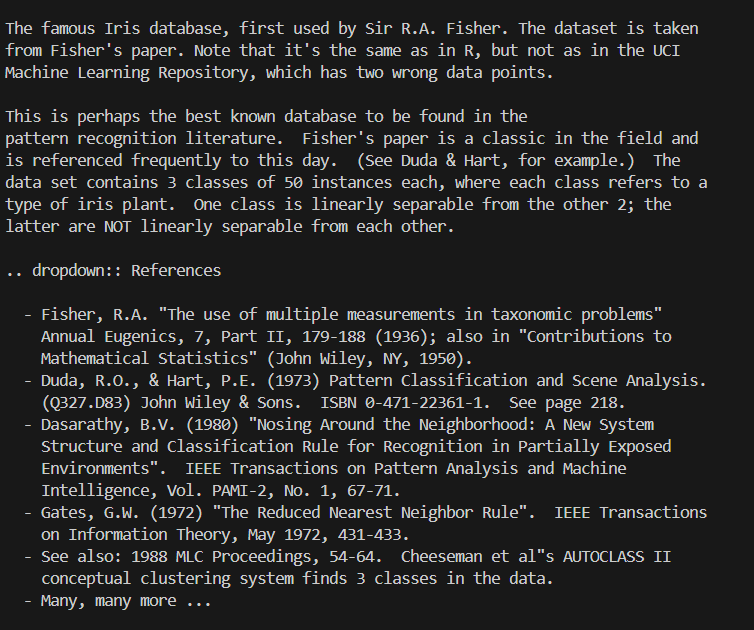 The famous Iris database, first used by Sir R.A. Fisher. The dataset is taken
from Fisher's paper. Note that it's the same as in R, but not as in the UCI
Machine Learning Repository, which has two wrong data points.

This is perhaps the best known database to be found in the
pattern recognition literature.  Fisher's paper is a classic in the field and
is referenced frequently to this day.  (See Duda & Hart, for example.)  The
data set contains 3 classes of 50 instances each, where each class refers to a
type of iris plant.  One class is linearly separable from the other 2; the
latter are NOT linearly separable from each other.

.. dropdown:: References

  - Fisher, R.A. "The use of multiple measurements in taxonomic problems"
    Annual Eugenics, 7, Part II, 179-188 (1936); also in "Contributions to
    Mathematical Statistics" (John Wiley, NY, 1950).
  - Duda, R.O., & Hart, P.E. (1973) Pattern Classification and Scene Analysis.
    (Q327.D83) John Wiley & Sons.  ISBN 0-471-22361-1.  See page 218.
  - Dasarathy, B.V. (1980) "Nosing Around the Neighborhood: A New System
    Structure and Classification Rule for Recognition in Partially Exposed
    Environments".  IEEE Transactions on Pattern Analysis and Machine
    Intelligence, Vol. PAMI-2, No. 1, 67-71.
  - Gates, G.W. (1972) "The Reduced Nearest Neighbor Rule".  IEEE Transactions
    on Information Theory, May 1972, 431-433.
  - See also: 1988 MLC Proceedings, 54-64.  Cheeseman et al"s AUTOCLASS II
    conceptual clustering system finds 3 classes in the data.
  - Many, many more ...